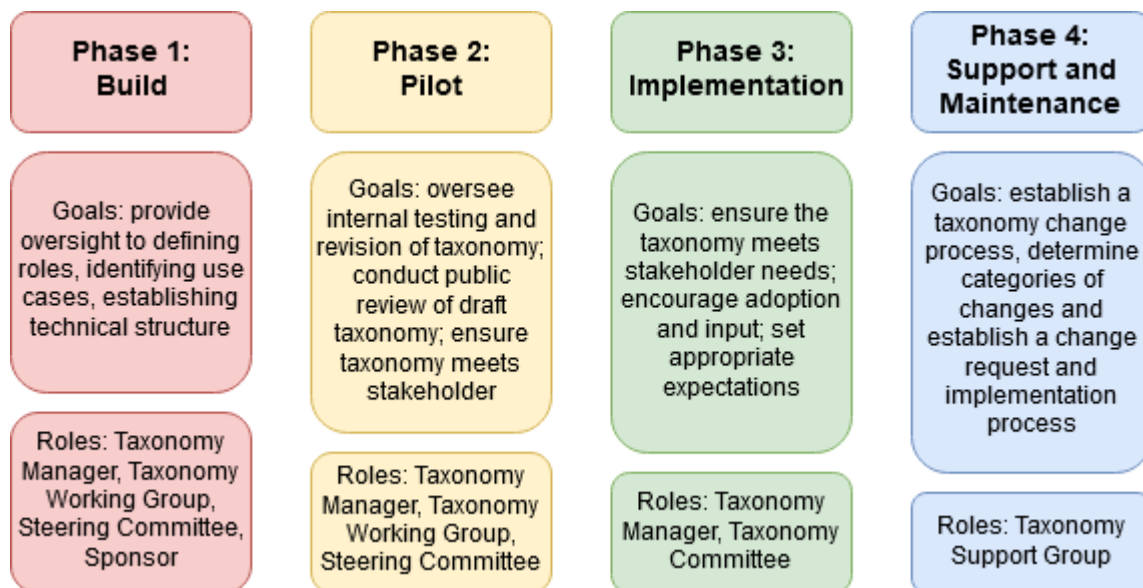 Phase 1:
Build
Goals: provide
oversight to defining
roles, identifying use
cases, establishing
technical structure
Roles: Taxonomy
Manager, Taxonomy
Working Group,
Steering Committee,
Sponsor
Phase 2:
Pilot
Goals: oversee
internal testing and
revision of taxonomy;
conduct public
review of draft
taxonomy; ensure
taxonomy meets
stakeholder
Roles: Taxonomy
Manager, Taxonomy
Working Group,
Steering Committee
Phase 3:
Implementation
Goals: ensure the
taxonomy meets
stakeholder needs;
encourage adoption
and input; set
appropriate
expectations
Roles: Taxonomy
Manager, Taxonomy
Committee
Phase 4:
Support and
Maintenance
Goals: establish a
taxonomy change
process, determine
categories of
changes and
establish a change
request and
implementation
process
Roles: Taxonomy
Support Group